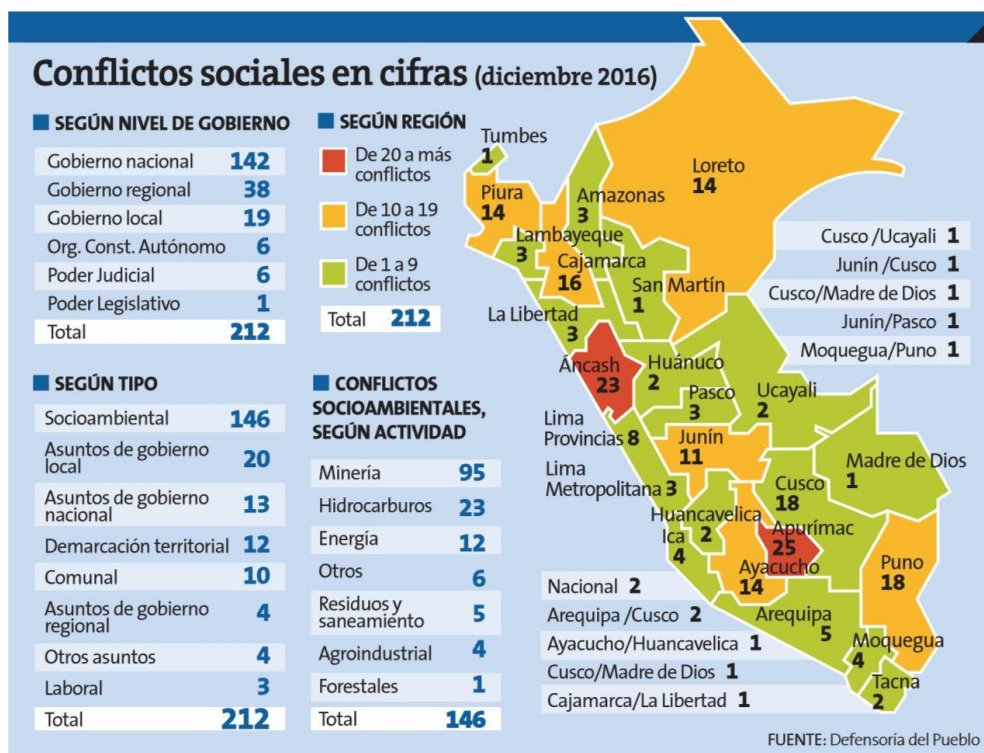 Conflictos sociales en cifras (diciembre 2016)
SEGÚN NIVEL DE GOBIERNO
Gobierno nacional 142
Gobierno regional 38
Gobierno local 19
Org. Const. Autónomo 6
Poder Judicial 6
Poder Legislativo 1
Total 212
SEGÚN REGIÓN
De 20 a más
conflictos
De 10 a 19
conflictos
De 1 a 9
conflictos
Total 212
SEGÚN TIPO
Socioambiental 146
Asuntos de gobierno
local 20
Asuntos de gobierno
nacional 13
Demarcación territorial 12
Comunal 10
Asuntos de gobierno
regional 4
Otros asuntos 4
Laboral 3
Total 212
CONFLICTOS
SOCIOAMBIENTALES,
SEGÚN ACTIVIDAD
Minería 95
Hidrocarburos 23
Energía 12
Otros 6
Residuos y
saneamiento 5
Agroindustrial 4
Forestales 1
Total 146
Tumbes
1
Piura
14
Loreto
14
Amazonas
3
Lambayeque
3
Cajamarca
16
San Martín
1
La Libertad
3
Áncash
23
Huánuco
2
Pasco
3
Ucayali
2
Lima
Provincias 8
Junín
11
Lima
Metropolitana 3
Madre de Dios
1
Cusco
18
Huancavelica
2
Ica
4
Apurímac
25
Ayacucho
14
Puno
18
Arequipa
5
Moquegua
4
Tacna
2
Cusco /Ucayali 1
Junín /Cusco 1
Cusco/Madre de Dios 1
Junín/Pasco 1
Moquegua/Puno 1
Nacional 2
Arequipa /Cusco 2
Ayacucho/Huancavelica 1
Cusco/Madre de Dios 1
Cajamarca/La Libertad 1
FUENTE: Defensoría del Pueblo